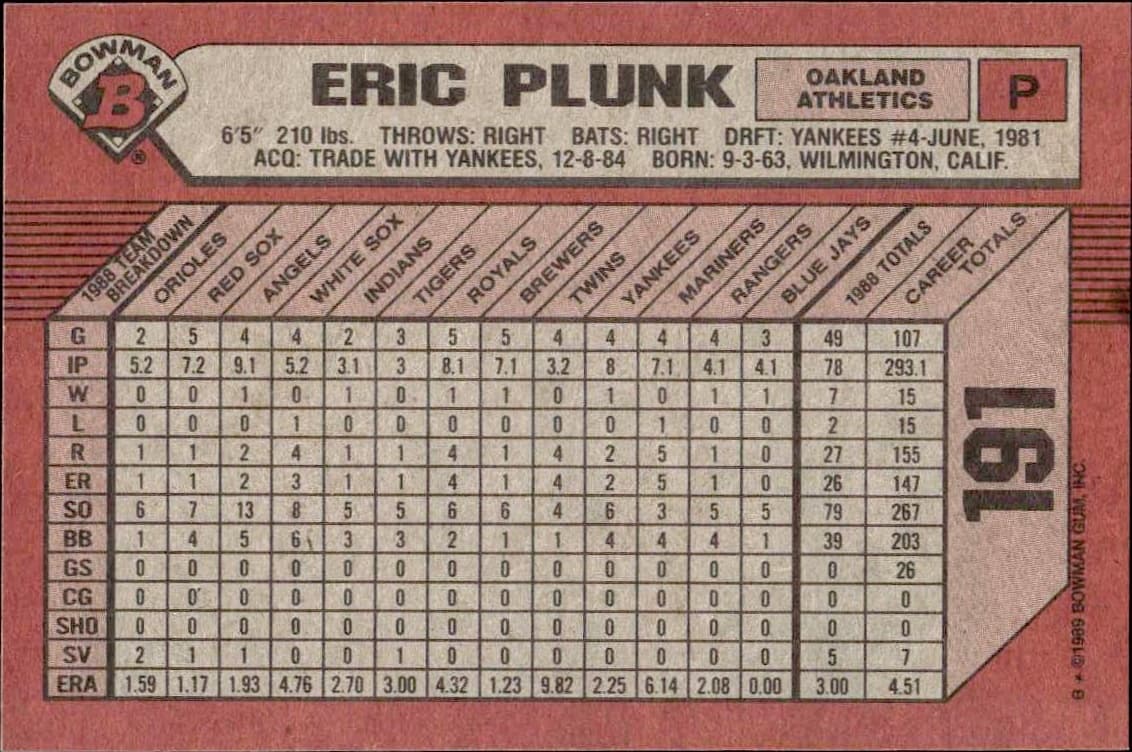 BOWMAN
B
®
ERIC PLUNK
OAKLAND
ATHLETICS
P
6'5" 210 lbs. THROWS: RIGHT BATS: RIGHT DRFT: YANKEES #4-JUNE, 1981
ACQ: TRADE WITH YANKEES, 12-8-84 BORN: 9-3-63, WILMINGTON, CALIF.
1988 TEAM
BREAKDOWN
ORIOLES
RED SOX
ANGELS
WHITE SOX
INDIANS
TIGERS
ROYALS
BREWERS
TWINS
YANKEES
MARINERS
RANGERS
BLUE JAYS
1988 TOTALS
CAREER
TOTALS
G 2 5 4 4 2 3 5 5 4 4 4 4 3 49 107
IP 5.2 7.2 9.1 5.2 3.1 3 8.1 7.1 3.2 8 7.1 4.1 4.1 78 293.1
W 0 0 1 0 1 0 1 1 0 1 0 1 1 7 15
L 0 0 0 1 0 0 0 0 0 0 1 0 0 2 15
R 1 1 2 4 1 1 4 1 4 2 5 1 0 27 155
ER 1 1 2 3 1 1 4 1 4 2 5 1 0 26 147
SO 6 7 13 8 5 5 6 6 4 6 3 5 5 79 267
BB 1 4 5 6 3 3 2 1 1 4 4 4 1 39 203
GS 0 0 0 0 0 0 0 0 0 0 0 0 0 0 26
CG 0 0 0 0 0 0 0 0 0 0 0 0 0 0 0
SHO 0 0 0 0 0 0 0 0 0 0 0 0 0 0 0
SV 2 1 1 0 0 1 0 0 0 0 0 0 0 5 7
ERA 1.59 1.17 1.93 4.76 2.70 3.00 4.32 1.23 9.82 2.25 6.14 2.08 0.00 3.00 4.51
191
B * ©1989 BOWMAN GUM, INC.